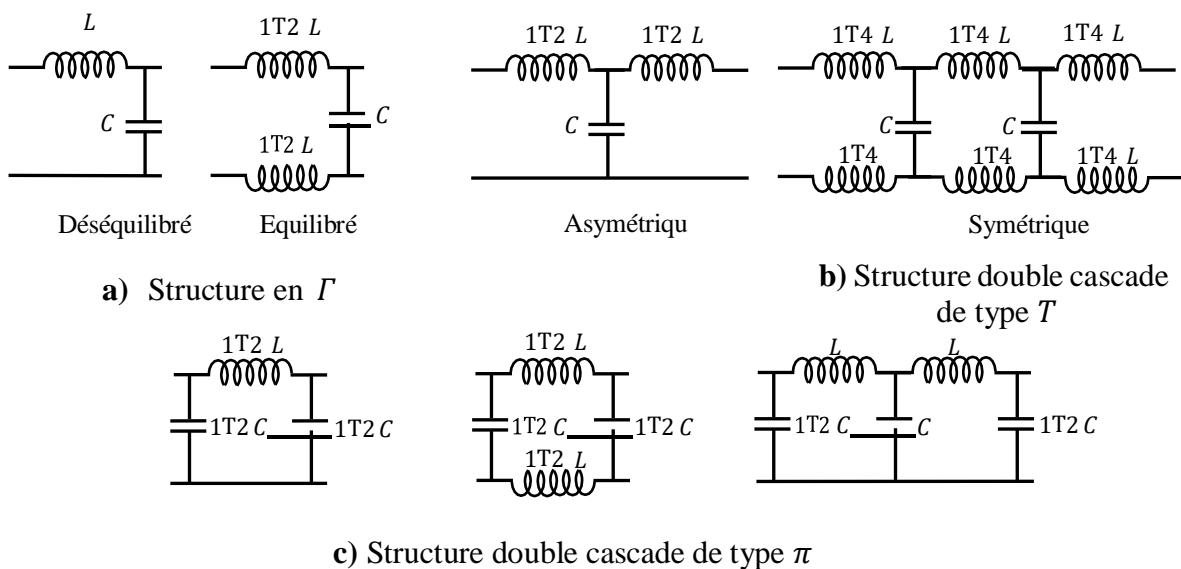 L
1T2 L
1T2 L
1T2 L
1T4 L
1T4 L
1T4 L
C
C
C
C
C
1T2 L
1T4
1T4
1T4 L
Déséquilibré
Equilibré
Asymétriqu
Symétrique
a) Structure en Γ
b) Structure double cascade
de type T
1T2 L
1T2 L
L
L
1T2 C
1T2 C
1T2 C
1T2 C
1T2 C
C
1T2 C
1T2 L
c) Structure double cascade de type π